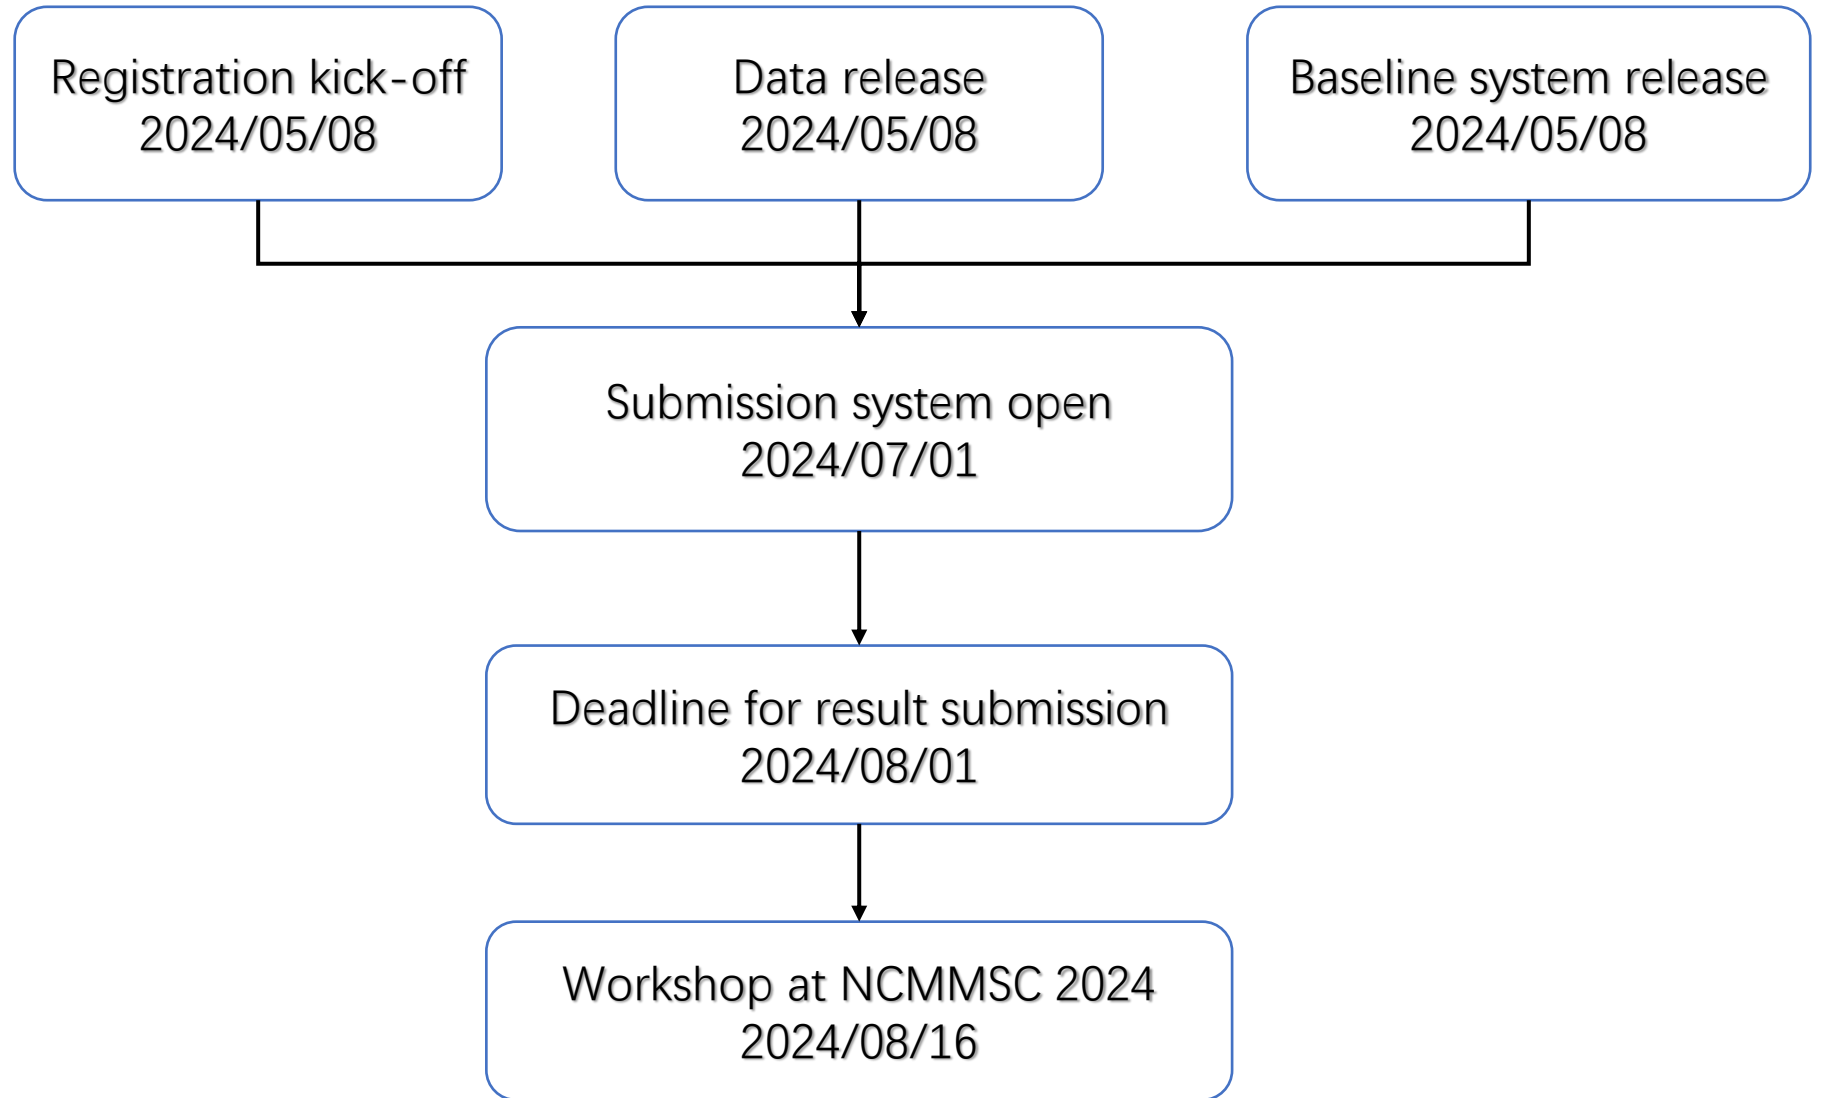 Registration kick-off
2024/05/08
Data release
2024/05/08
Baseline system release
2024/05/08
Submission system open
2024/07/01
Deadline for result submission
2024/08/01
Workshop at NCMMSC 2024
2024/08/16